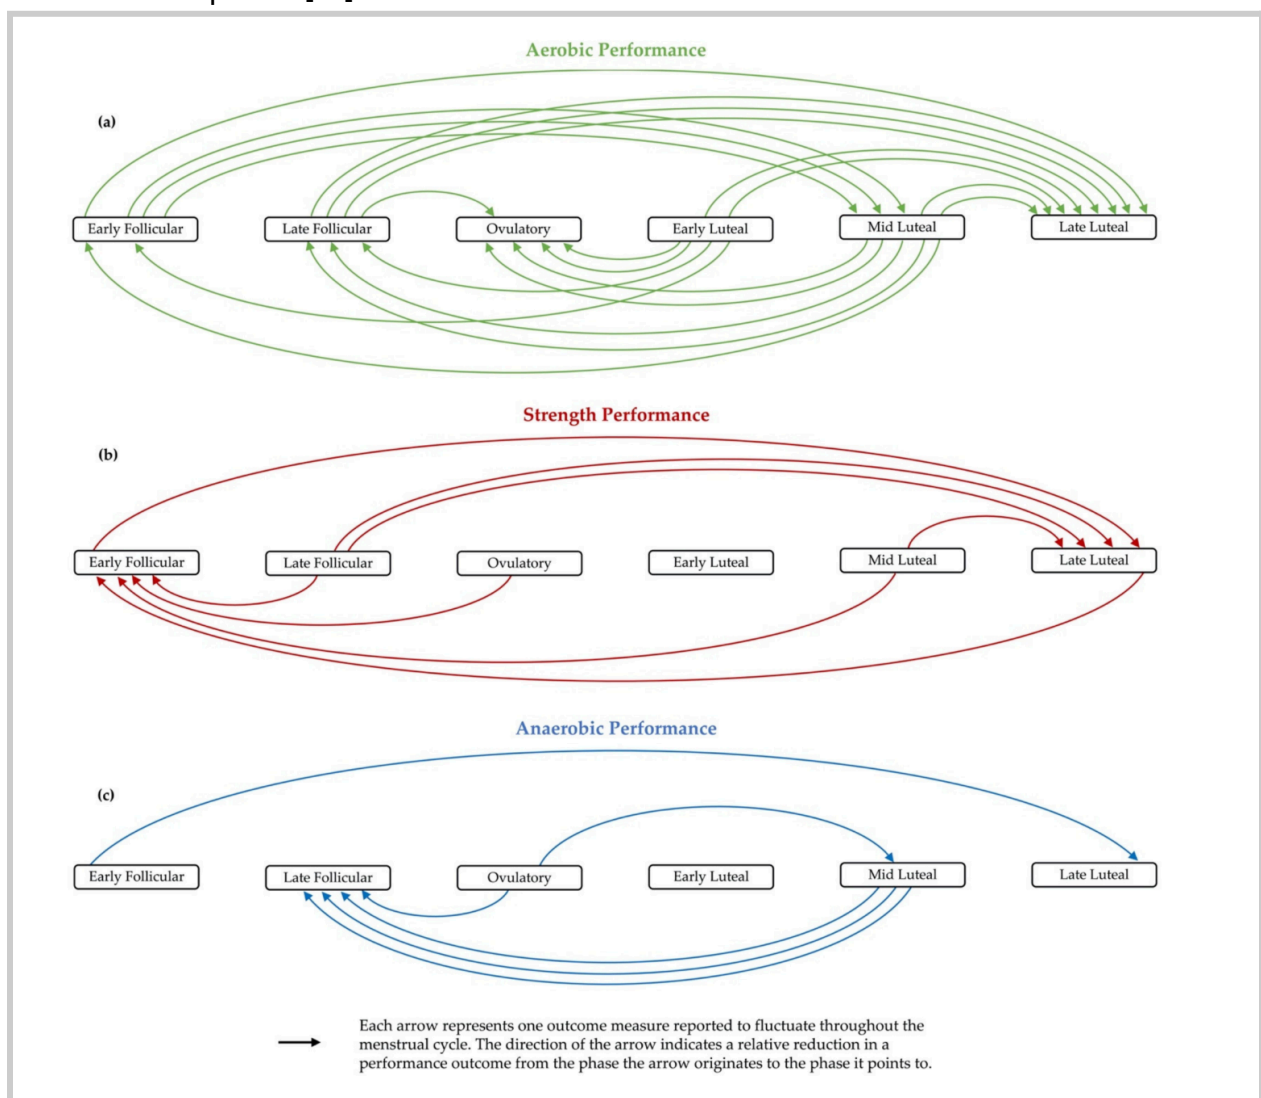 Aerobic Performance
(a)
Early Follicular
Late Follicular
Ovulatory
Early Luteal
Mid Luteal
Late Luteal
Strength Performance
(b)
Early Follicular
Late Follicular
Ovulatory
Early Luteal
Mid Luteal
Late Luteal
Anaerobic Performance
(c)
Early Follicular
Late Follicular
Ovulatory
Early Luteal
Mid Luteal
Late Luteal
Each arrow represents one outcome measure reported to fluctuate throughout the
menstrual cycle. The direction of the arrow indicates a relative reduction in a
performance outcome from the phase the arrow originates to the phase it points to.